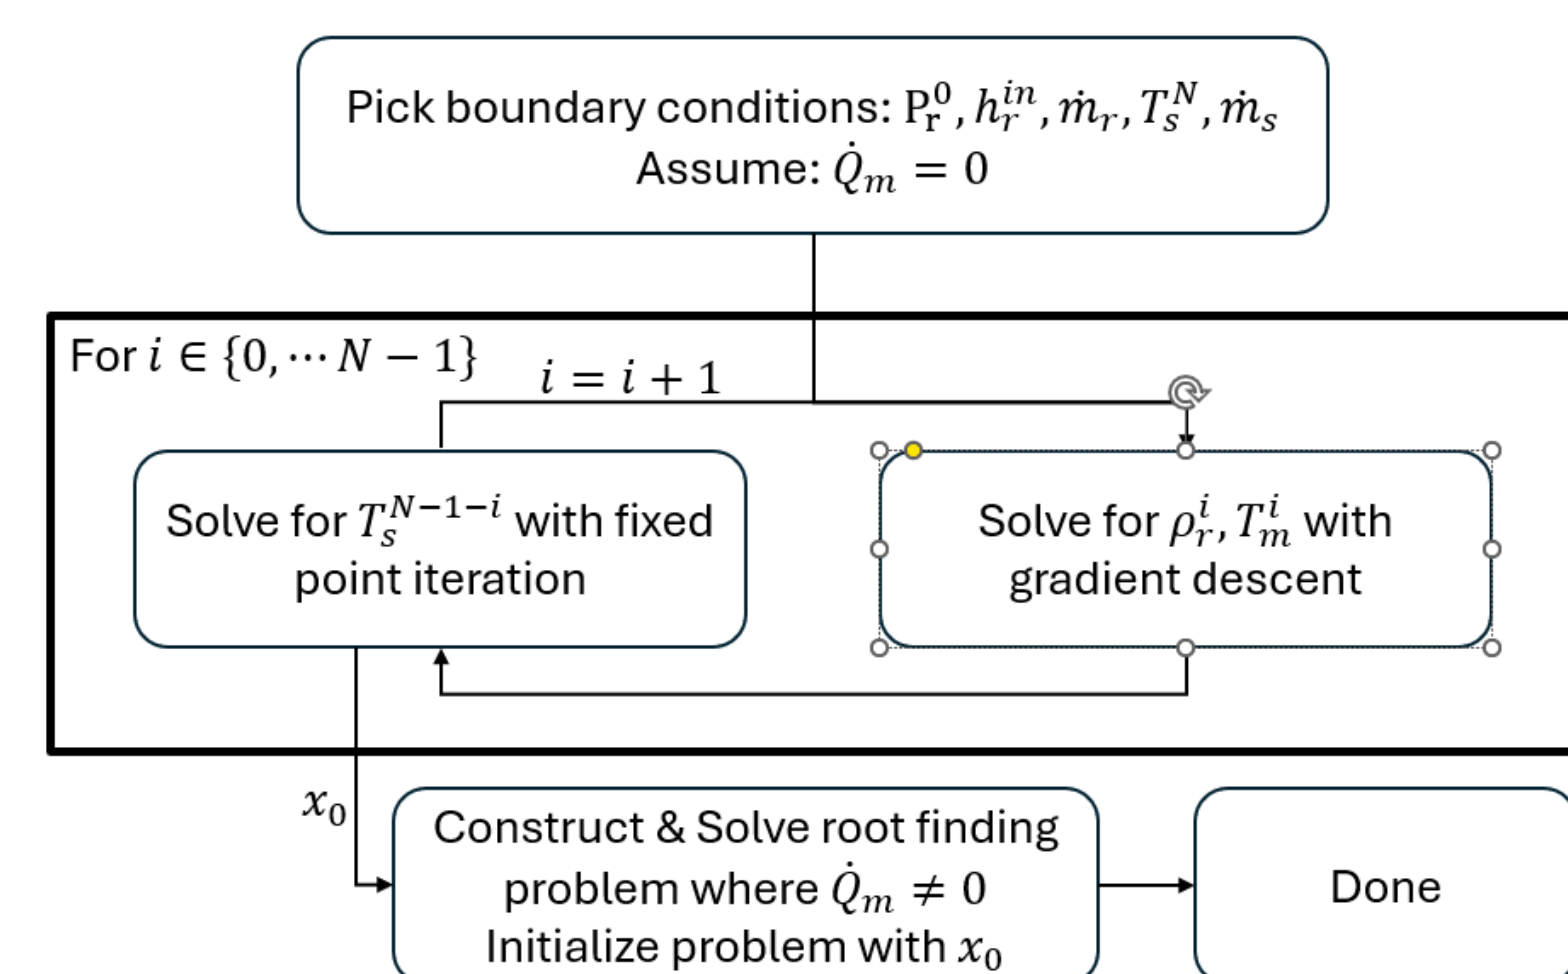 Pick boundary conditions: P_r^0, h_r^{in}, ṁ_r, T_s^N, ṁ_s
Assume: Q̇_m = 0
For i ∈ {0, ⋯ N − 1}
i = i + 1
Solve for T_s^{N−1−i} with fixed
point iteration
Solve for ρ_r^i, T_m^i with
gradient descent
x_0
Construct & Solve root finding
problem where Q̇_m ≠ 0
Initialize problem with x_0
Done